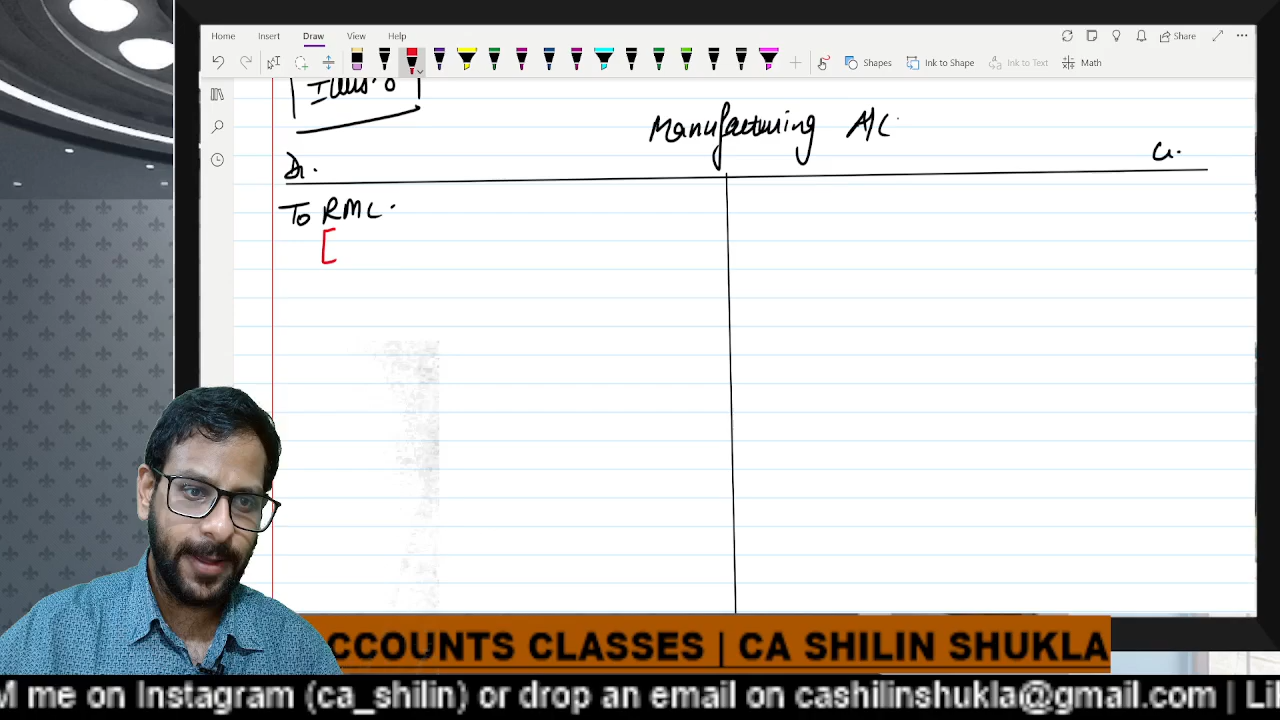 Home Insert Draw View Help
Share
Shapes Ink to Shape Ink to Text Math
Illus. 8
Manufacturing A/C
Dr. Cr.
To RMC.
[
CCOUNTS CLASSES | CA SHILIN SHUKLA
M me on Instagram (ca_shilin) or drop an email on cashilinshukla@gmail.com | Li